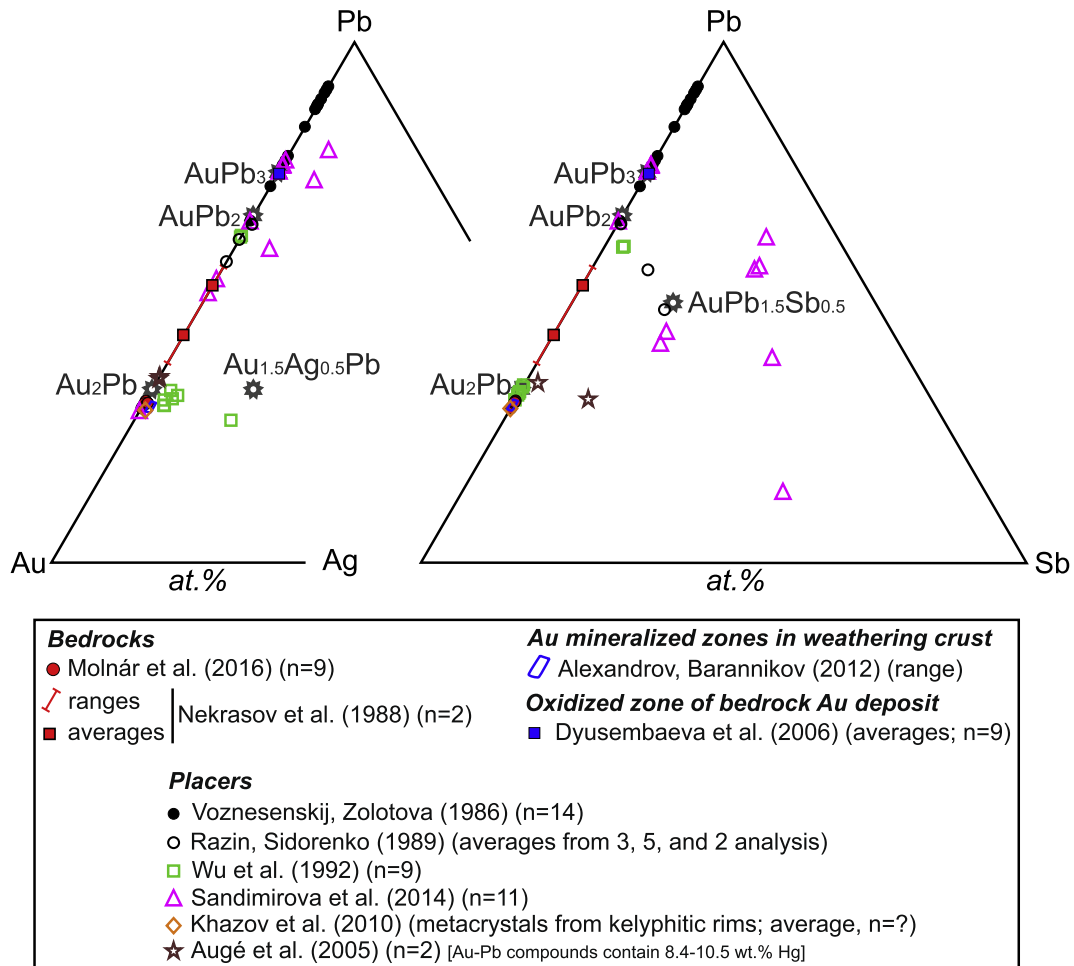 Pb
Pb
AuPb3
AuPb3
AuPb2
AuPb2
AuPb1.5Sb0.5
Au1.5Ag0.5Pb
Au2Pb
Au2Pb
Au
Ag
Sb
at.%
at.%
Bedrocks
Molnár et al. (2016) (n=9)
ranges
averages
Nekrasov et al. (1988) (n=2)
Au mineralized zones in weathering crust
Alexandrov, Barannikov (2012) (range)
Oxidized zone of bedrock Au deposit
Dyusembaeva et al. (2006) (averages; n=9)
Placers
Voznesenskij, Zolotova (1986) (n=14)
Razin, Sidorenko (1989) (averages from 3, 5, and 2 analysis)
Wu et al. (1992) (n=9)
Sandimirova et al. (2014) (n=11)
Khazov et al. (2010) (metacrystals from kelyphitic rims; average, n=?)
Augé et al. (2005) (n=2) [Au-Pb compounds contain 8.4-10.5 wt.% Hg]